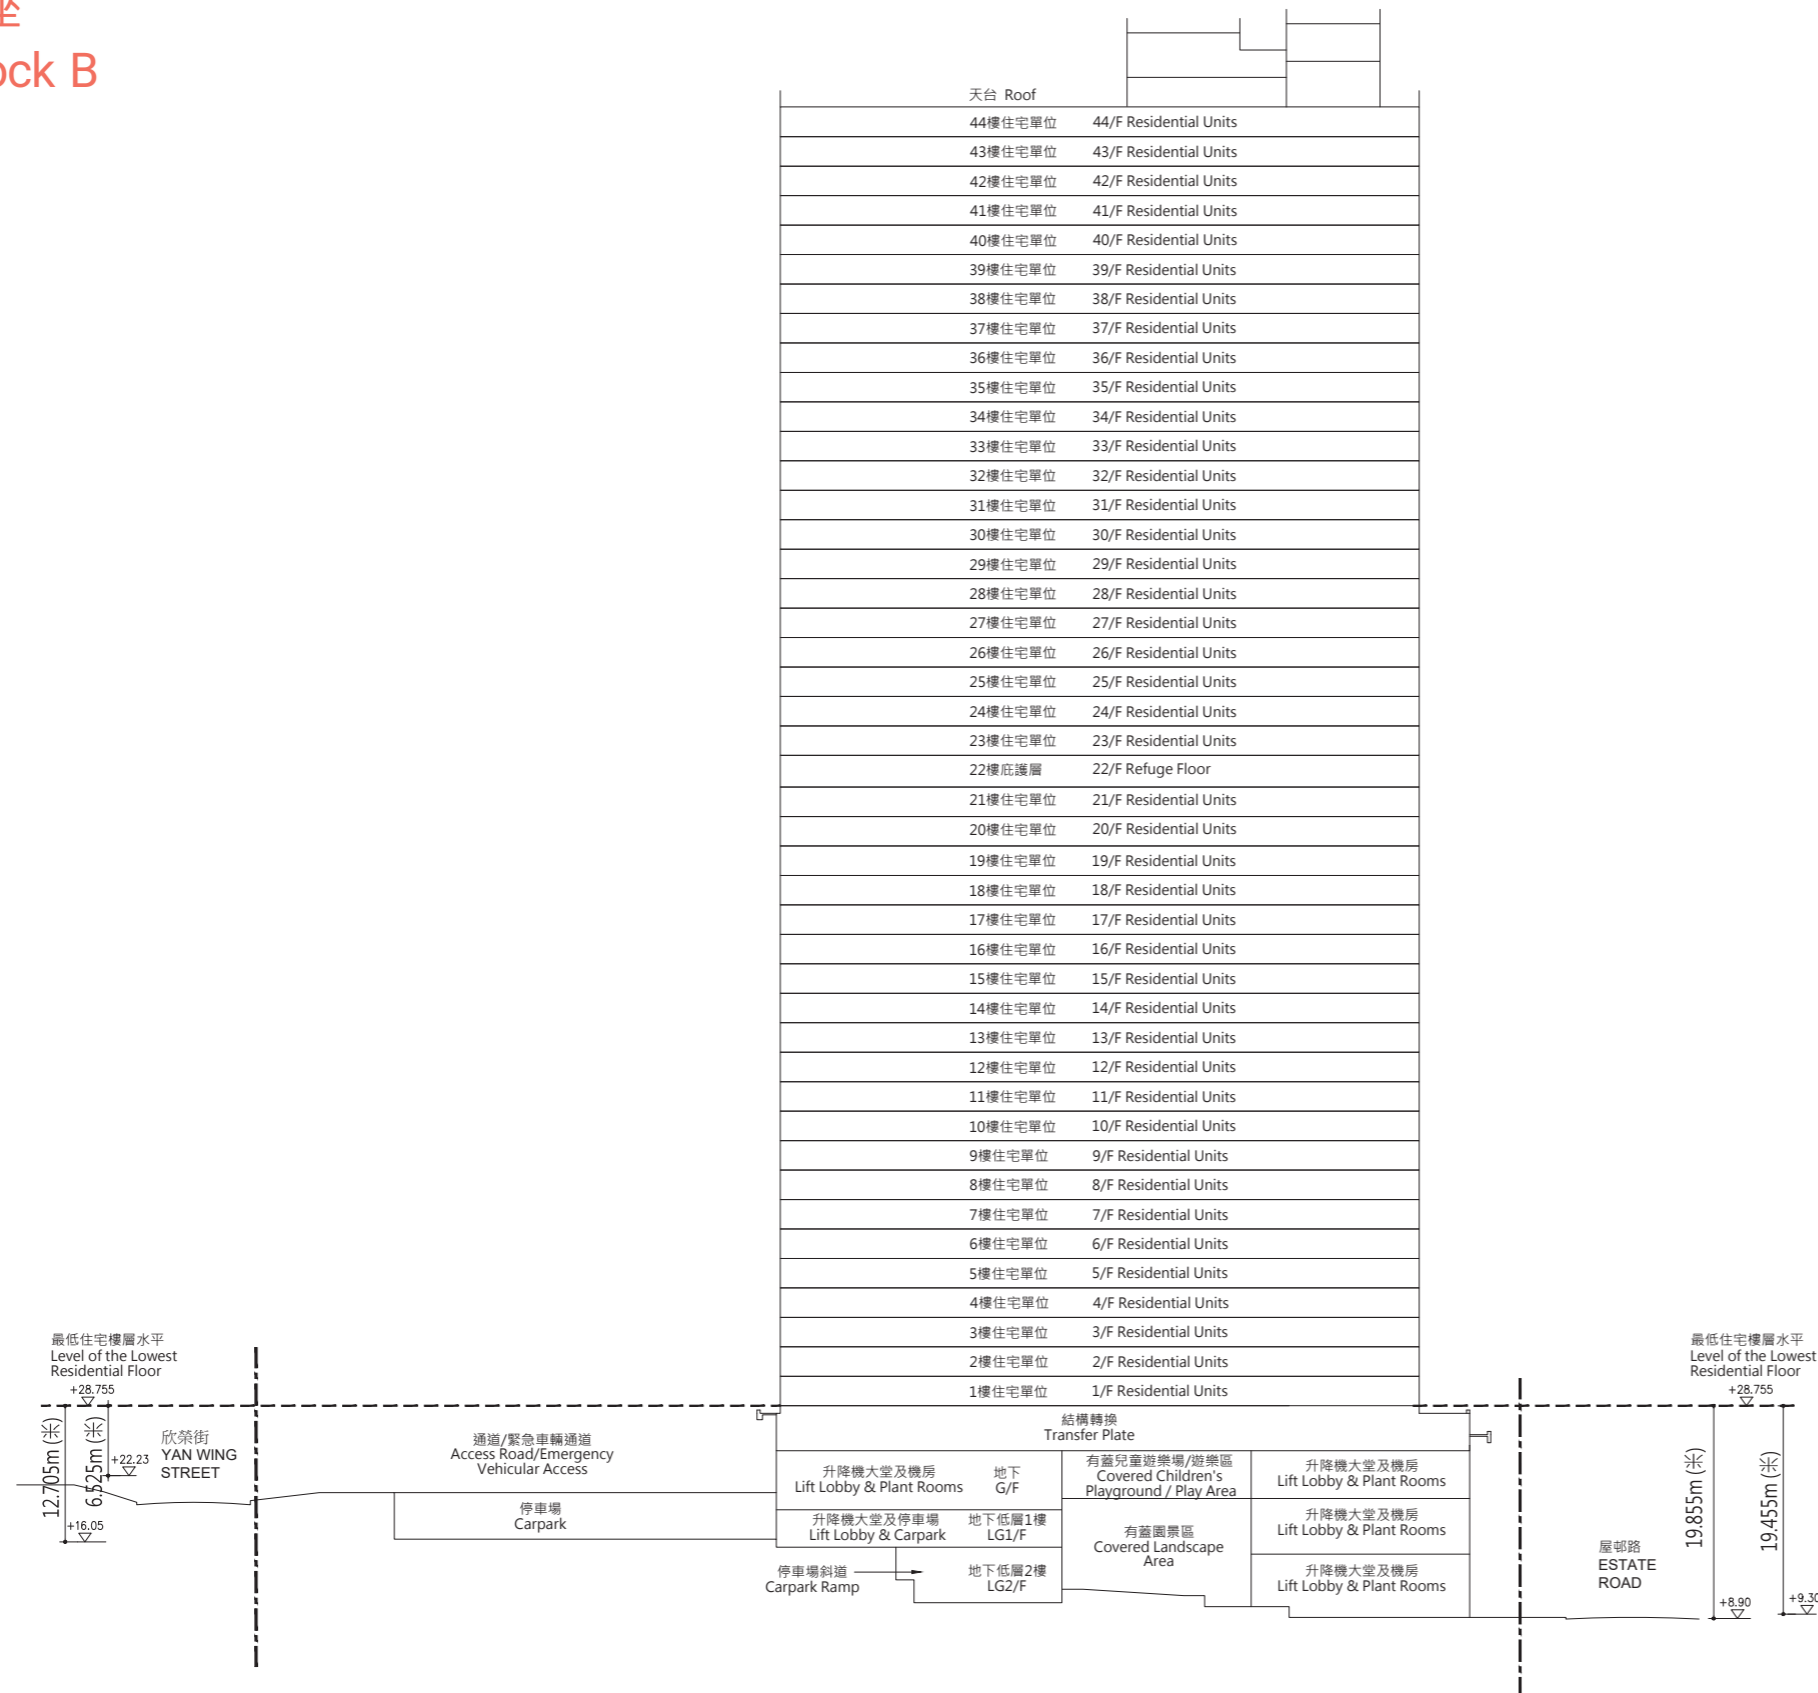 Block B
天台 Roof
44樓住宅單位 44/F Residential Units
43樓住宅單位 43/F Residential Units
42樓住宅單位 42/F Residential Units
41樓住宅單位 41/F Residential Units
40樓住宅單位 40/F Residential Units
39樓住宅單位 39/F Residential Units
38樓住宅單位 38/F Residential Units
37樓住宅單位 37/F Residential Units
36樓住宅單位 36/F Residential Units
35樓住宅單位 35/F Residential Units
34樓住宅單位 34/F Residential Units
33樓住宅單位 33/F Residential Units
32樓住宅單位 32/F Residential Units
31樓住宅單位 31/F Residential Units
30樓住宅單位 30/F Residential Units
29樓住宅單位 29/F Residential Units
28樓住宅單位 28/F Residential Units
27樓住宅單位 27/F Residential Units
26樓住宅單位 26/F Residential Units
25樓住宅單位 25/F Residential Units
24樓住宅單位 24/F Residential Units
23樓住宅單位 23/F Residential Units
22樓庇護層 22/F Refuge Floor
21樓住宅單位 21/F Residential Units
20樓住宅單位 20/F Residential Units
19樓住宅單位 19/F Residential Units
18樓住宅單位 18/F Residential Units
17樓住宅單位 17/F Residential Units
16樓住宅單位 16/F Residential Units
15樓住宅單位 15/F Residential Units
14樓住宅單位 14/F Residential Units
13樓住宅單位 13/F Residential Units
12樓住宅單位 12/F Residential Units
11樓住宅單位 11/F Residential Units
10樓住宅單位 10/F Residential Units
9樓住宅單位 9/F Residential Units
8樓住宅單位 8/F Residential Units
7樓住宅單位 7/F Residential Units
6樓住宅單位 6/F Residential Units
5樓住宅單位 5/F Residential Units
4樓住宅單位 4/F Residential Units
3樓住宅單位 3/F Residential Units
2樓住宅單位 2/F Residential Units
1樓住宅單位 1/F Residential Units
最低住宅樓層水平
Level of the Lowest
Residential Floor
+28.755
12.705m (米)
6.525m (米)
+22.23
+16.05
欣榮街
YAN WING
STREET
通道/緊急車輛通道
Access Road/Emergency
Vehicular Access
停車場
Carpark
結構轉換
Transfer Plate
升降機大堂及機房
Lift Lobby & Plant Rooms
地下
G/F
升降機大堂及停車場
Lift Lobby & Carpark
地下低層1樓
LG1/F
停車場斜道
Carpark Ramp
地下低層2樓
LG2/F
有蓋兒童遊樂場/遊樂區
Covered Children's
Playground / Play Area
有蓋園景區
Covered Landscape
Area
升降機大堂及機房
Lift Lobby & Plant Rooms
升降機大堂及機房
Lift Lobby & Plant Rooms
升降機大堂及機房
Lift Lobby & Plant Rooms
屋邨路
ESTATE
ROAD
最低住宅樓層水平
Level of the Lowest
Residential Floor
+28.755
19.855m (米)
19.455m (米)
+8.90
+9.30